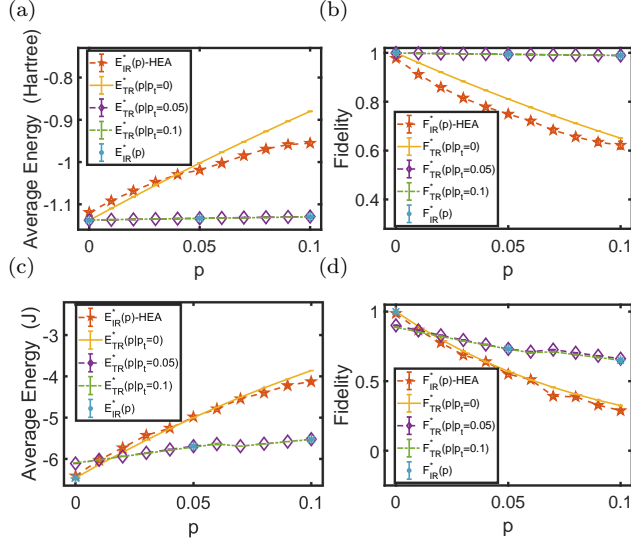 (a)
Average Energy (Hartree)
-0.8
-0.9
-1
-1.1
E*IR(p)-HEA
E*TR(p|pt=0)
E*TR(p|pt=0.05)
E*TR(p|pt=0.1)
E*IR(p)
0
0.05
0.1
p
(b)
Fidelity
1
0.8
0.6
0.4
F*IR(p)-HEA
F*TR(p|pt=0)
F*TR(p|pt=0.05)
F*TR(p|pt=0.1)
F*IR(p)
0
0.05
0.1
p
(c)
Average Energy (J)
-3
-4
-5
-6
E*IR(p)-HEA
E*TR(p|pt=0)
E*TR(p|pt=0.05)
E*TR(p|pt=0.1)
E*IR(p)
0
0.05
0.1
p
(d)
Fidelity
1
0.5
0
F*IR(p)-HEA
F*TR(p|pt=0)
F*TR(p|pt=0.05)
F*TR(p|pt=0.1)
F*IR(p)
0
0.05
0.1
p